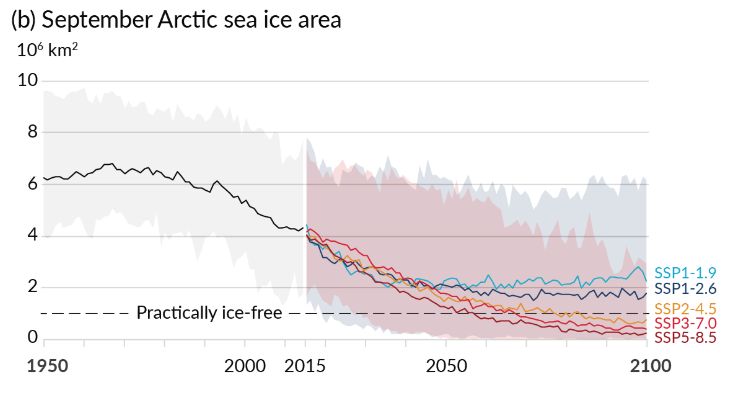 (b) September Arctic sea ice area
10⁶ km²
10
8
6
4
2
0
Practically ice-free
SSP1-1.9
SSP1-2.6
SSP2-4.5
SSP3-7.0
SSP5-8.5
1950 2000 2015 2050 2100